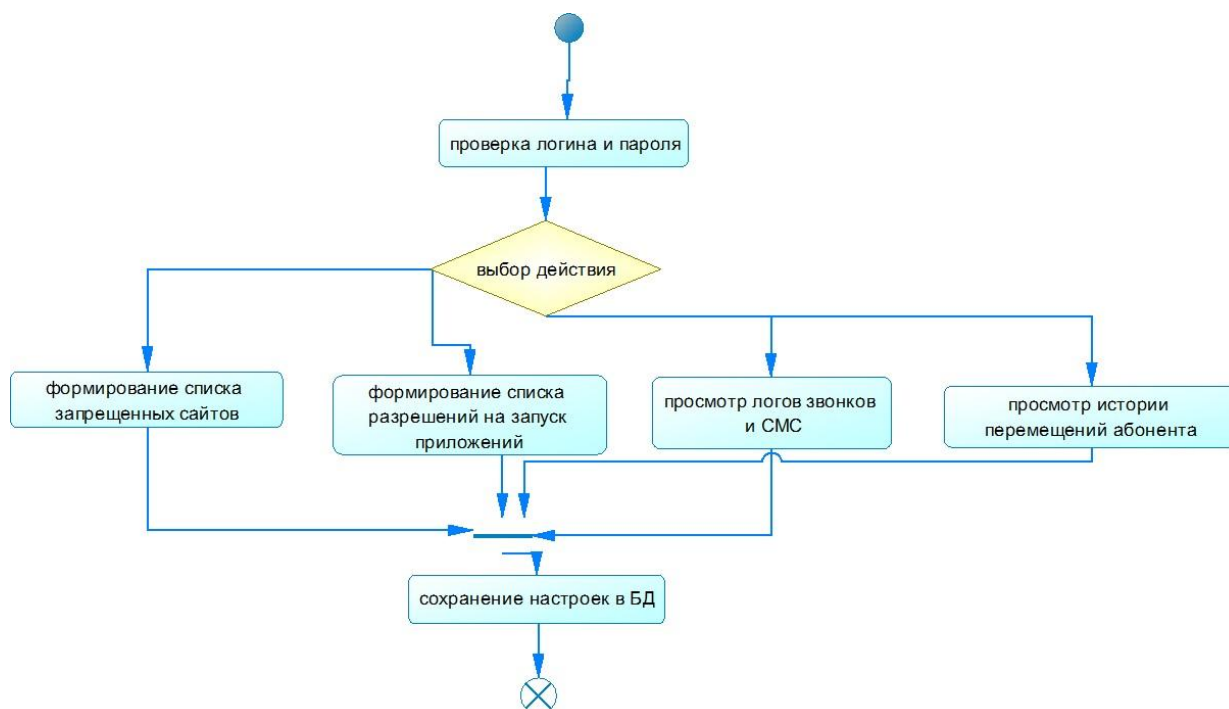 проверка логина и пароля
выбор действия
формирование списка
запрещенных сайтов
формирование списка
разрешений на запуск
приложений
просмотр логов звонков
и СМС
просмотр истории
перемещений абонента
сохранение настроек в БД